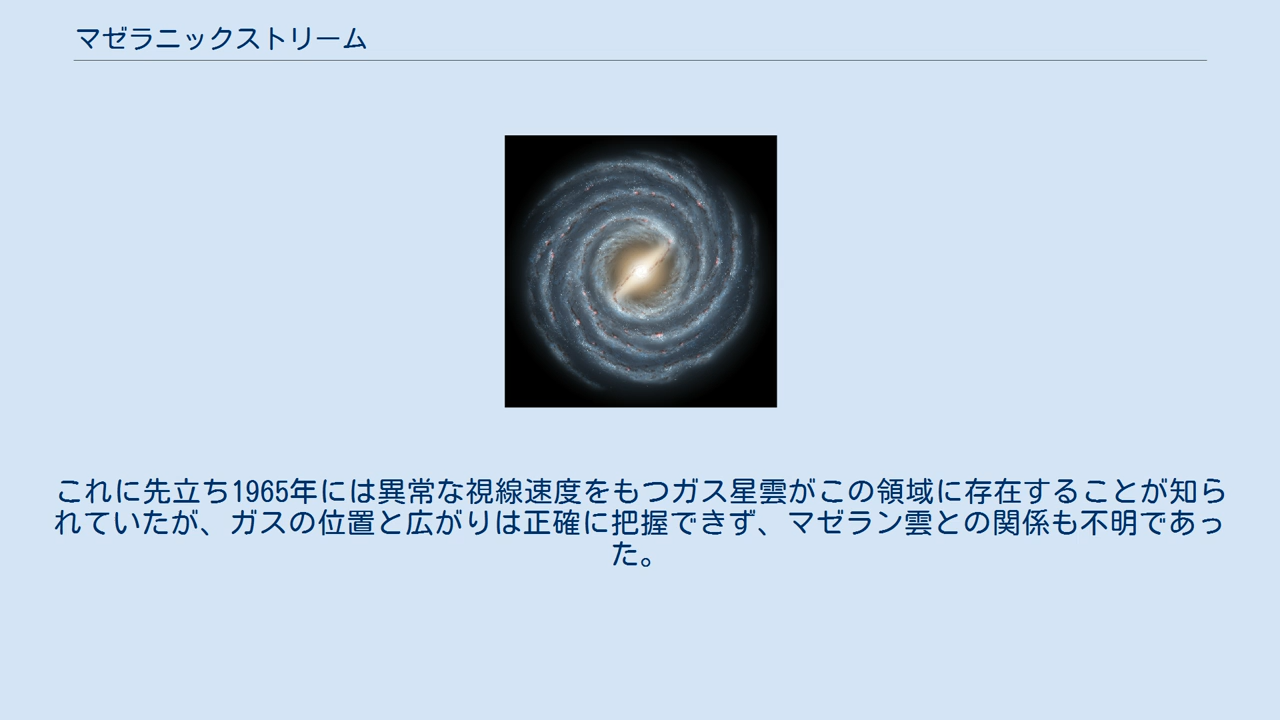 マゼラニックストリーム
これに先立ち1965年には異常な視線速度をもつガス星雲がこの領域に存在することが知ら
れていたが、ガスの位置と広がりは正確に把握できず、マゼラン雲との関係も不明であっ
た。